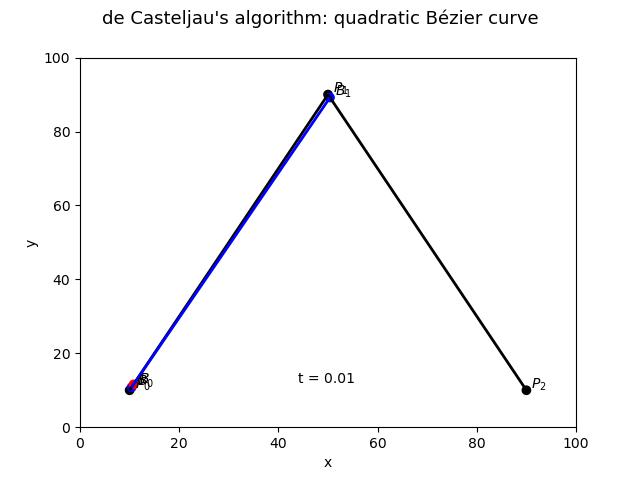 de Casteljau's algorithm: quadratic Bézier curve
100
80
60
40
20
0
y
B₁
t = 0.01
P₂
0 20 40 60 80 100
x